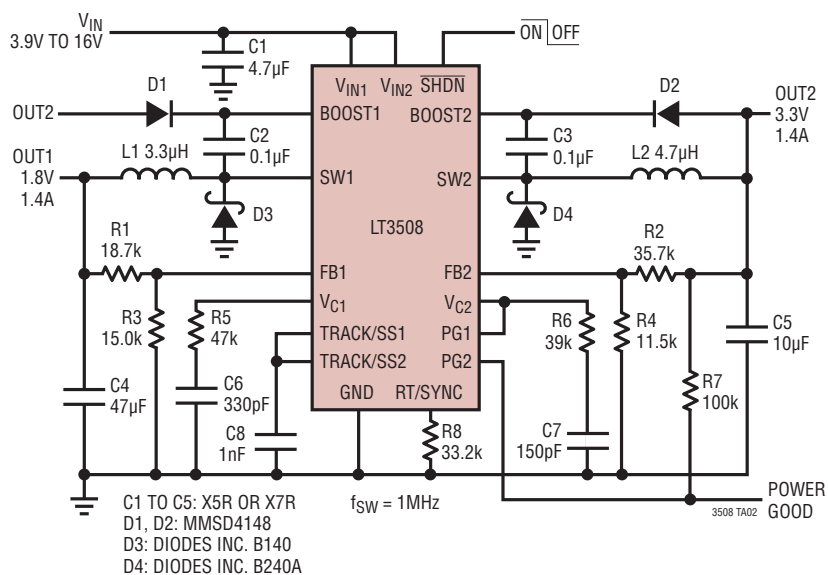 VIN
3.9V TO 16V
C1
4.7µF
ON OFF
VIN1
VIN2
SHDN
D1
D2
OUT2
BOOST1
BOOST2
OUT2
3.3V
1.4A
C2
0.1µF
C3
0.1µF
OUT1
1.8V
1.4A
L1 3.3µH
L2 4.7µH
SW1
SW2
D3
D4
LT3508
R1
18.7k
R2
35.7k
FB1
FB2
VC1
VC2
R3
15.0k
R5
47k
TRACK/SS1
PG1
R6
39k
R4
11.5k
C5
10µF
TRACK/SS2
PG2
C4
47µF
C6
330pF
GND
RT/SYNC
R7
100k
C8
1nF
R8
33.2k
C7
150pF
C1 TO C5: X5R OR X7R
D1, D2: MMSD4148
D3: DIODES INC. B140
D4: DIODES INC. B240A
fSW = 1MHz
3508 TA02
POWER
GOOD